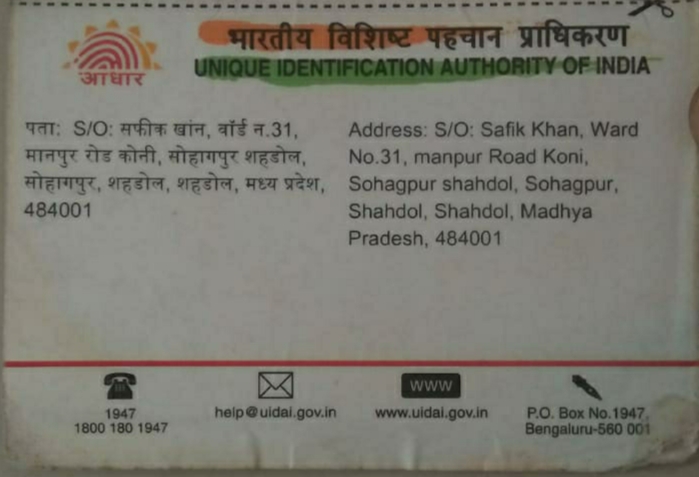 आधार
भारतीय विशिष्ट पहचान प्राधिकरण
UNIQUE IDENTIFICATION AUTHORITY OF INDIA
पता: S/O: सफीक खांन, वॉर्ड न.31,
मानपुर रोड कोनी, सोहागपुर शहडोल,
सोहागपुर, शहडोल, शहडोल, मध्य प्रदेश,
484001
Address: S/O: Safik Khan, Ward
No.31, manpur Road Koni,
Sohagpur shahdol, Sohagpur,
Shahdol, Shahdol, Madhya
Pradesh, 484001
1947
1800 180 1947
help@uidai.gov.in
www
www.uidai.gov.in
P.O. Box No.1947,
Bengaluru-560 001